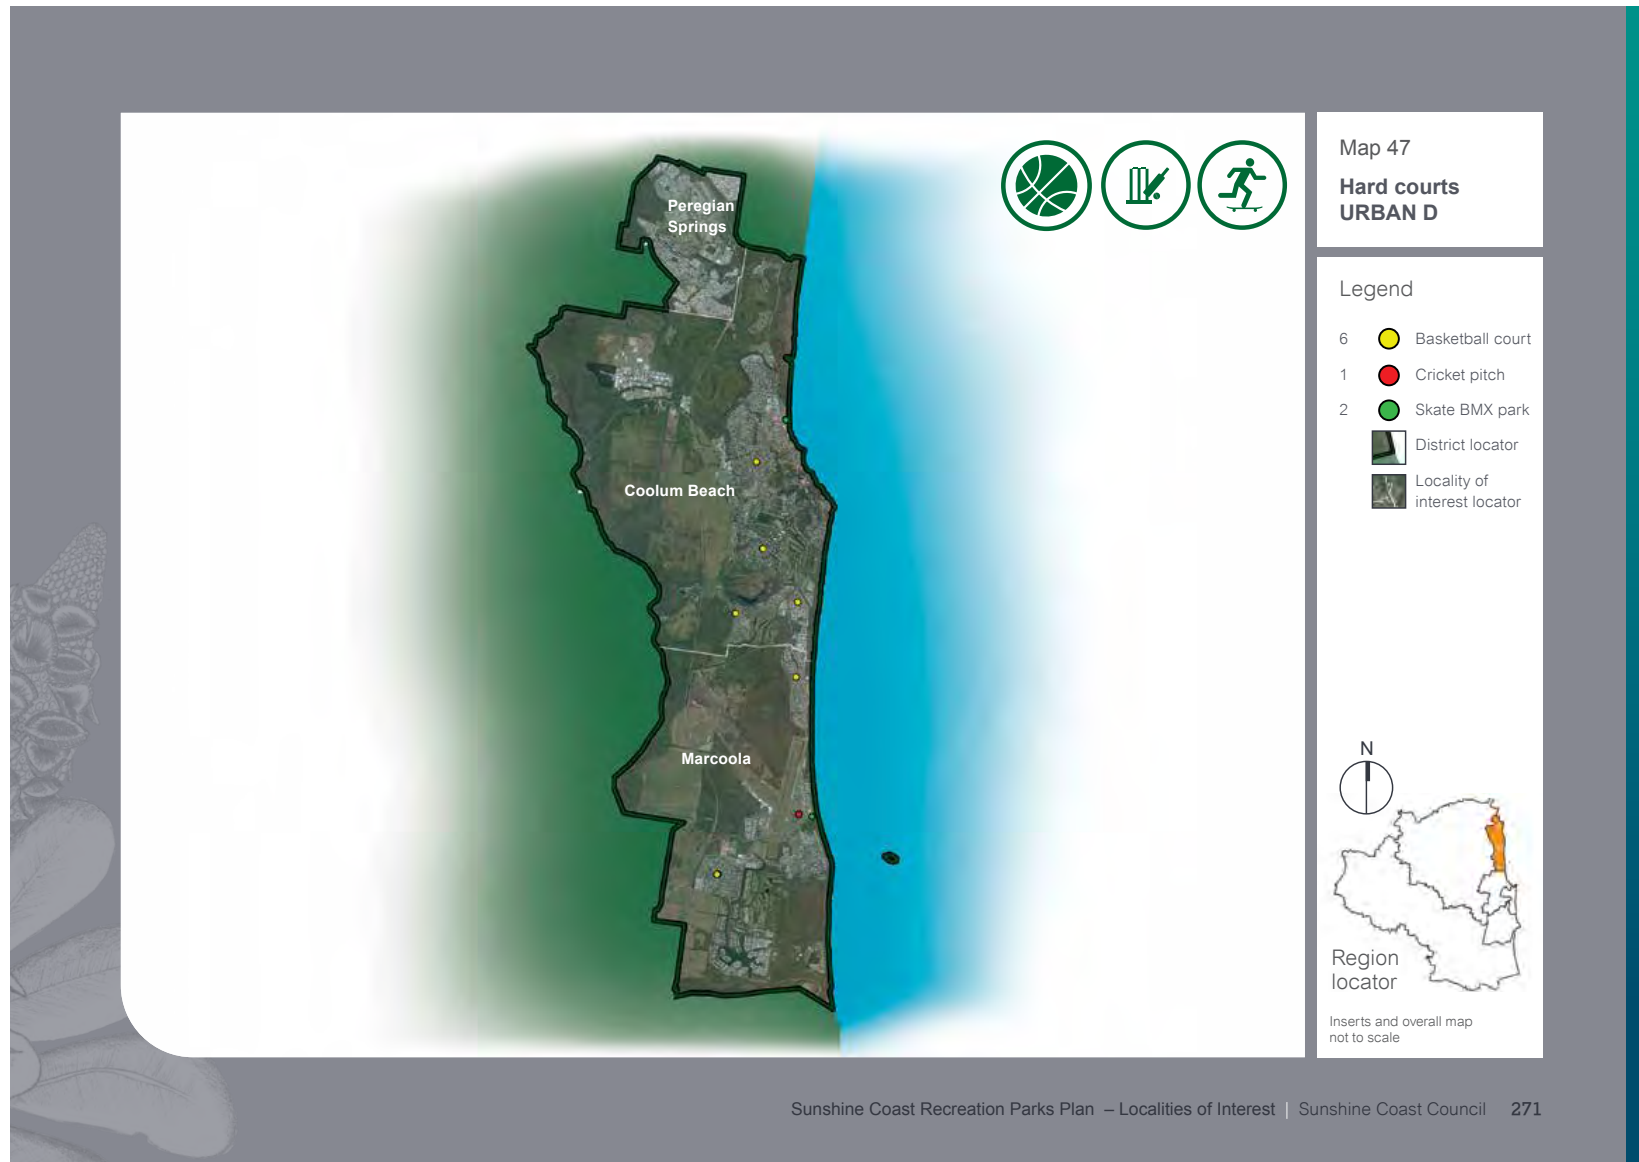 Peregian
Springs
Coolum Beach
Marcoola
Map 47
Hard courts
URBAN D
Legend
6 Basketball court
1 Cricket pitch
2 Skate BMX park
District locator
Locality of
interest locator
N
Region
locator
Inserts and overall map
not to scale
Sunshine Coast Recreation Parks Plan – Localities of Interest | Sunshine Coast Council 271